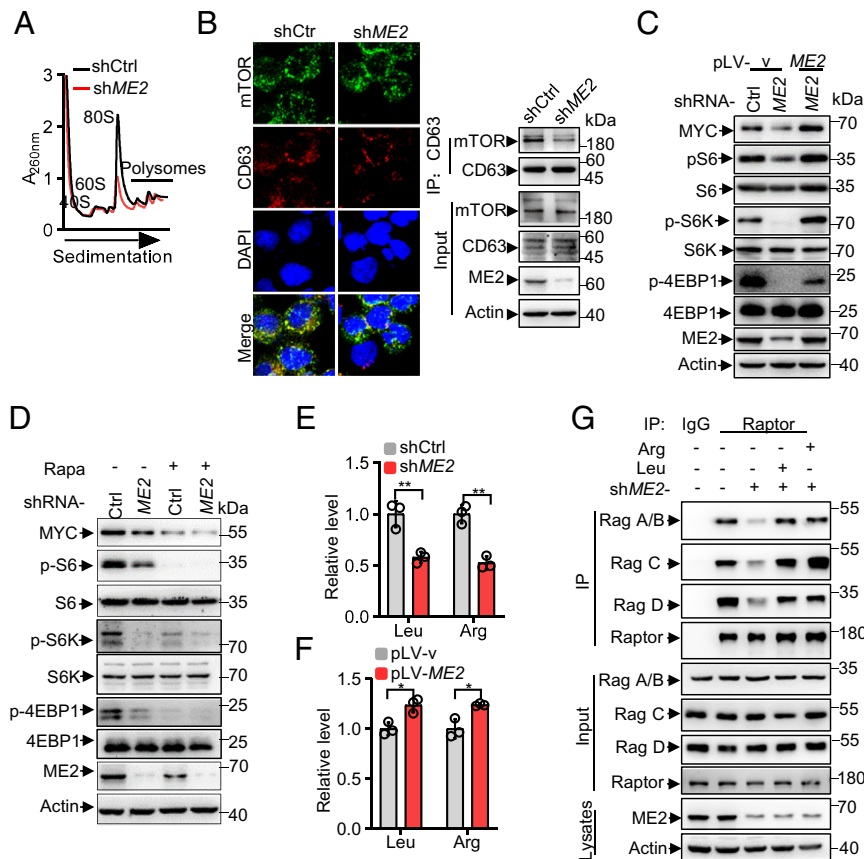 A
shCtrl
shME2
3
2
1
0
A260nm
80S
60S
40S
Polysomes
Sedimentation
B
shCtr
shME2
mTOR
CD63
DAPI
Merge
shCtrl
shME2
kDa
IP: CD63
mTOR
180
CD63
60
45
Input
mTOR
180
CD63
60
45
ME2
60
Actin
40
C
pLV- v ME2
shRNA- Ctrl ME2 ME2
kDa
MYC
70
pS6
35
S6
35
p-S6K
70
S6K
70
p-4EBP1
25
4EBP1
25
ME2
70
Actin
40
D
Rapa - - + +
shRNA- Ctrl ME2 Ctrl ME2 kDa
MYC
55
p-S6
35
S6
35
p-S6K
70
S6K
70
p-4EBP1
25
4EBP1
25
ME2
70
Actin
40
E
shCtrl
shME2
Relative level
1.5
1.0
0.5
0.0
** **
Leu Arg
F
pLV-v
pLV-ME2
Relative level
1.5
1.0
0.5
0.0
* *
Leu Arg
G
IP: IgG Raptor
Arg - - - - +
Leu - - - + -
shME2- - - + + +
IP
Rag A/B
55
35
Rag C
55
35
Rag D
55
35
Raptor
180
Input
Rag A/B
35
Rag C
55
Rag D
55
Raptor
180
Lysates
ME2
70
55
Actin
40